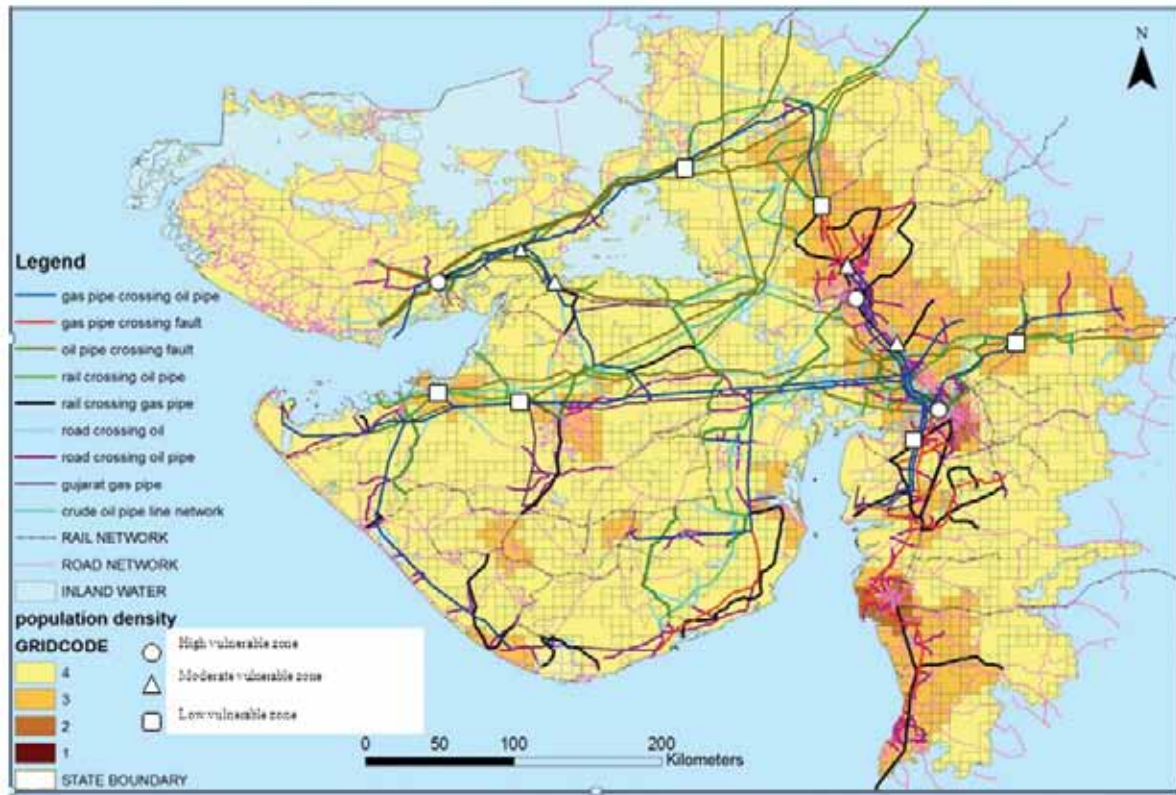 N
Legend
gas pipe crossing oil pipe
gas pipe crossing fault
oil pipe crossing fault
rail crossing oil pipe
rail crossing gas pipe
road crossing oil
road crossing oil pipe
gujarat gas pipe
crude oil pipe line network
RAIL NETWORK
ROAD NETWORK
INLAND WATER
population density
GRIDCODE
4
3
2
1
STATE BOUNDARY
High vulnerable zone
Moderate vulnerable zone
Low vulnerable zone
0 50 100 200
Kilometers